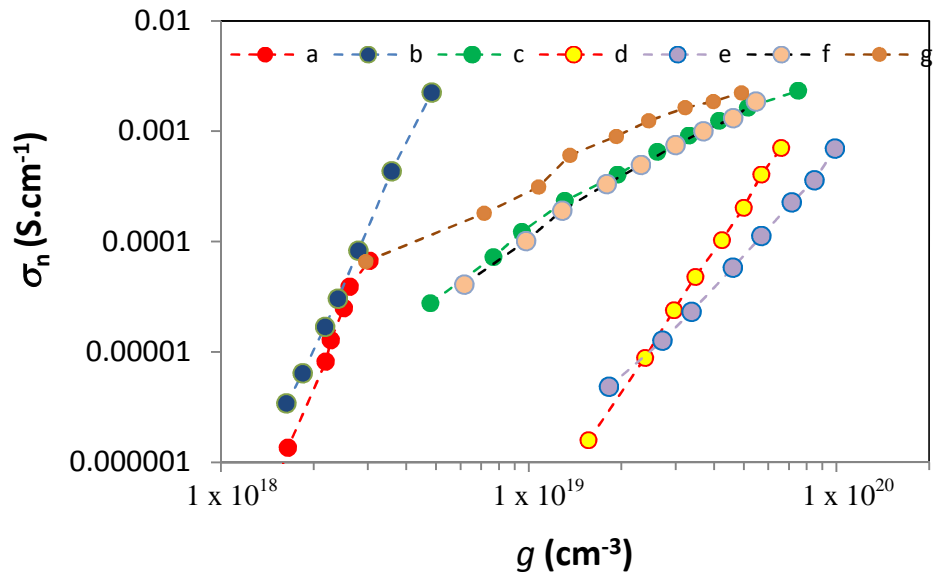 0.01
a b c d e f g
0.001
0.0001
0.00001
0.000001
σn (S.cm-1)
1 x 10^18 1 x 10^19 1 x 10^20
g (cm-3)